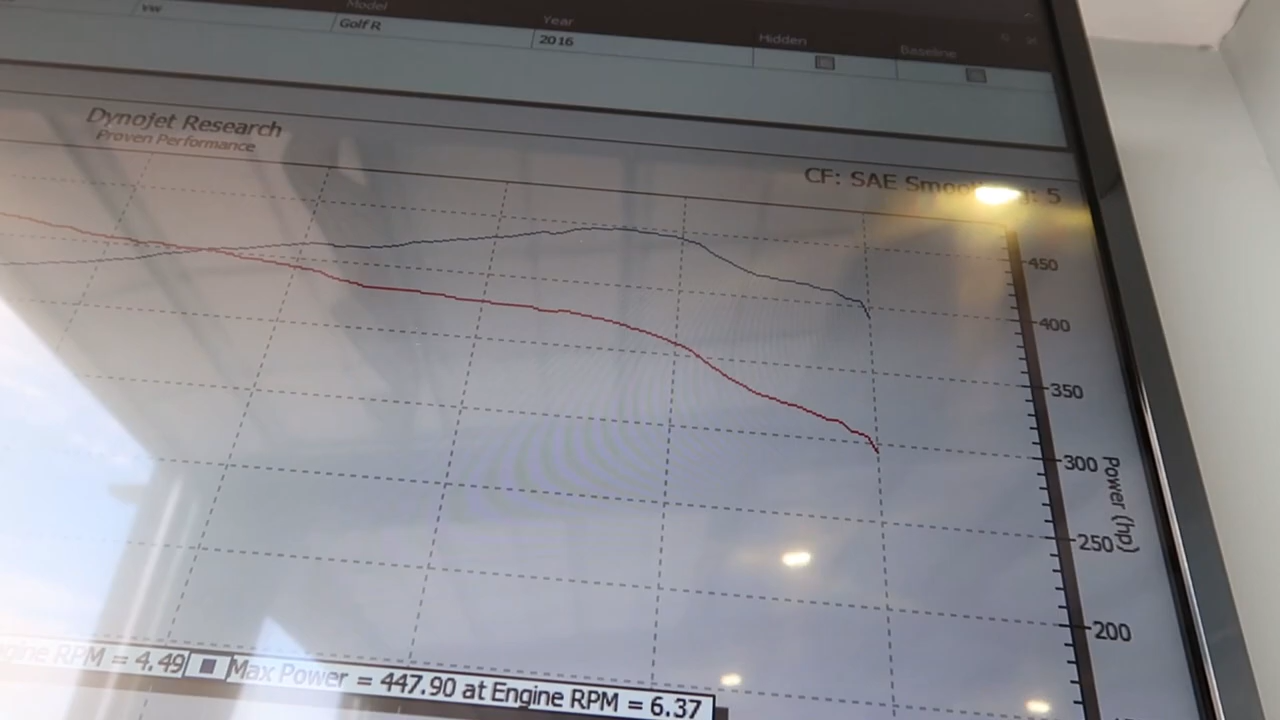 Model
Year
Hidden
Baseline
vw
Golf R
2016
Dynojet Research
Proven Performance
CF: SAE 5
450
400
350
300
250
200
Power (hp)
RPM = 4.49
Max Power = 447.90 at Engine RPM = 6.37